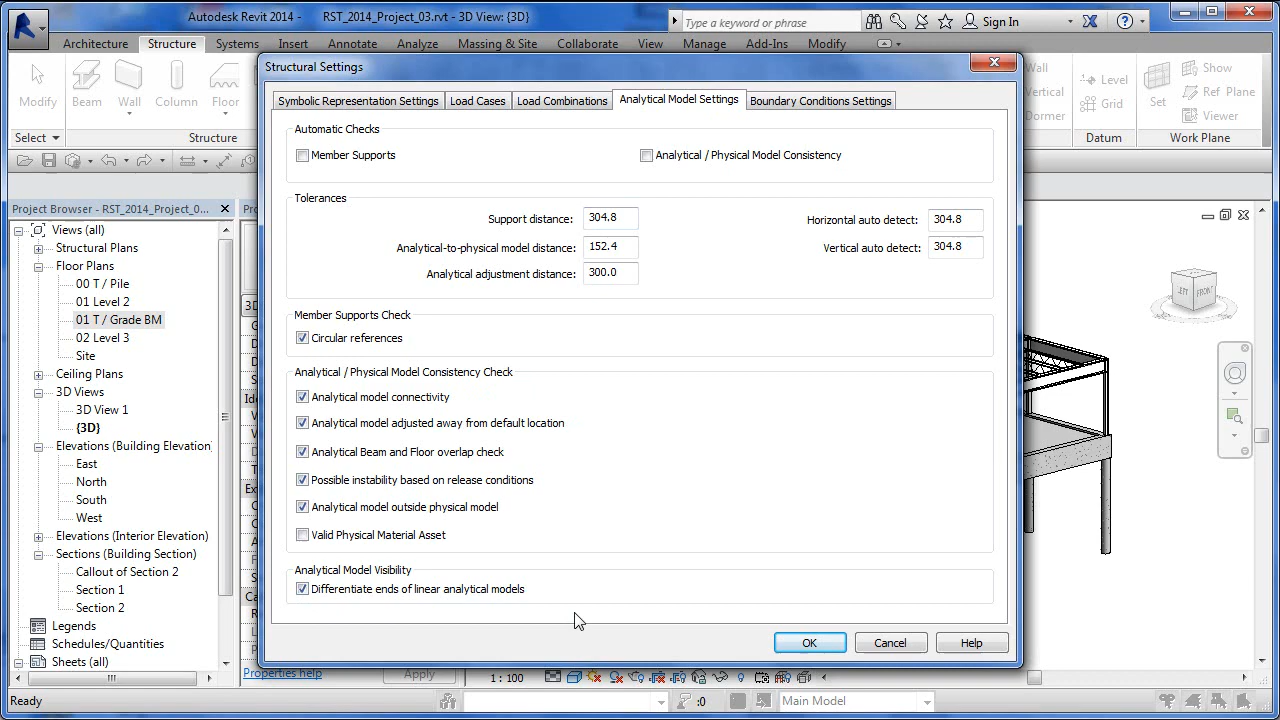 Autodesk Revit 2014 -    RST_2014_Project_03.rvt - 3D View: {3D}
Type a keyword or phrase
Sign In
Architecture Structure Systems Insert Annotate Analyze Massing & Site Collaborate View Manage Add-Ins Modify
Structural Settings
Modify Beam Wall Column Floor
Select Structure
Wall
Vertical
Dormer
Level
Grid
Datum
Set
Show
Ref Plane
Viewer
Work Plane
Symbolic Representation Settings Load Cases Load Combinations Analytical Model Settings Boundary Conditions Settings
Automatic Checks
Member Supports Analytical / Physical Model Consistency
Tolerances
Support distance: 304.8 Horizontal auto detect: 304.8
Analytical-to-physical model distance: 152.4 Vertical auto detect: 304.8
Analytical adjustment distance: 300.0
Member Supports Check
Circular references
Analytical / Physical Model Consistency Check
Analytical model connectivity
Analytical model adjusted away from default location
Analytical Beam and Floor overlap check
Possible instability based on release conditions
Analytical model outside physical model
Valid Physical Material Asset
Analytical Model Visibility
Differentiate ends of linear analytical models
OK Cancel Help
Project Browser - RST_2014_Project_0...
Views (all)
Structural Plans
Floor Plans
00 T / Pile
01 Level 2
01 T / Grade BM
02 Level 3
Site
Ceiling Plans
3D Views
3D View 1
{3D}
Elevations (Building Elevation)
East
North
South
West
Elevations (Interior Elevation)
Sections (Building Section)
Callout of Section 2
Section 1
Section 2
Legends
Schedules/Quantities
Sheets (all)
LEFT FRONT
Properties help Apply
1 : 100
Ready
:0
Main Model